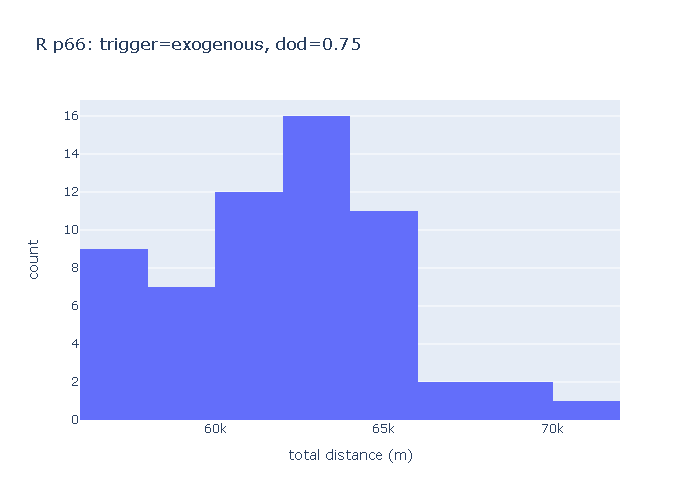 R p66: trigger=exogenous, dod=0.75
16
14
12
10
8
6
4
2
0
count
60k
65k
70k
total distance (m)